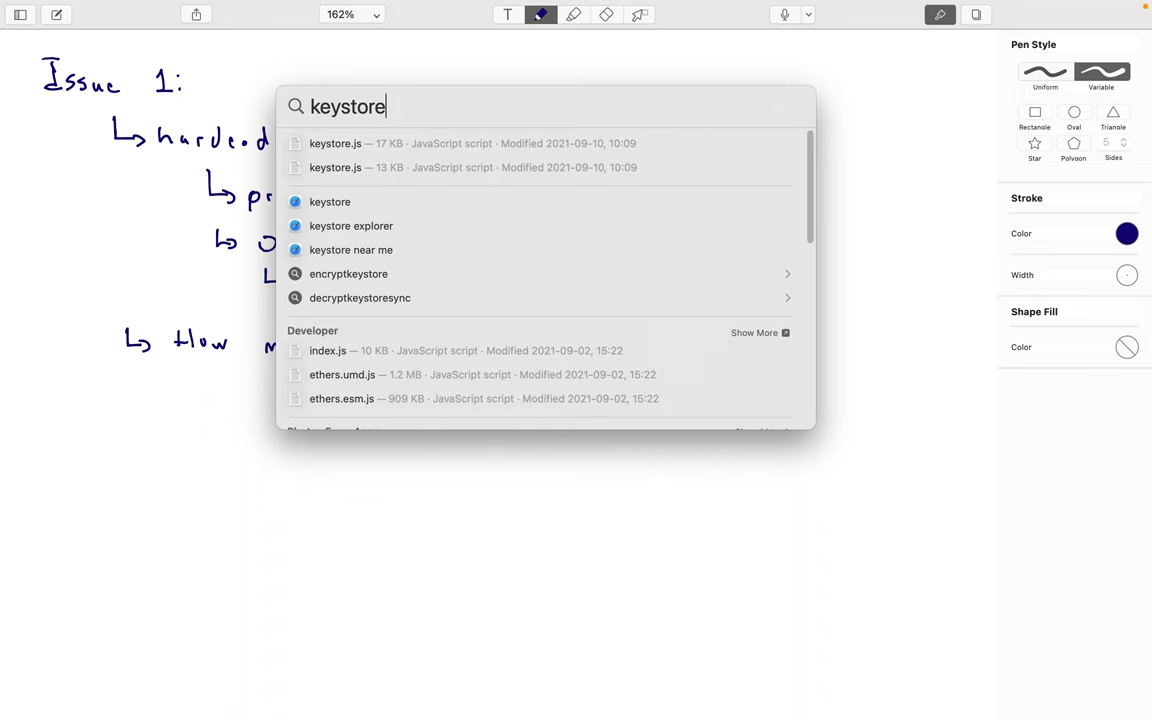 162%
T
Pen Style
Uniform Variable
Rectangle Oval Triangle
5
Star Polygon Sides
Stroke
Color
Width
Shape Fill
Color
Issue 1:
keystore
keystore.js — 17 KB · JavaScript script · Modified 2021-09-10, 10:09
keystore.js — 13 KB · JavaScript script · Modified 2021-09-10, 10:09
keystore
keystore explorer
keystore near me
encryptkeystore
decryptkeystoresync
Developer Show More
index.js — 10 KB · JavaScript script · Modified 2021-09-02, 15:22
ethers.umd.js — 1.2 MB · JavaScript script · Modified 2021-09-02, 15:22
ethers.esm.js — 909 KB · JavaScript script · Modified 2021-09-02, 15:22
hardcod
pr
O
How m